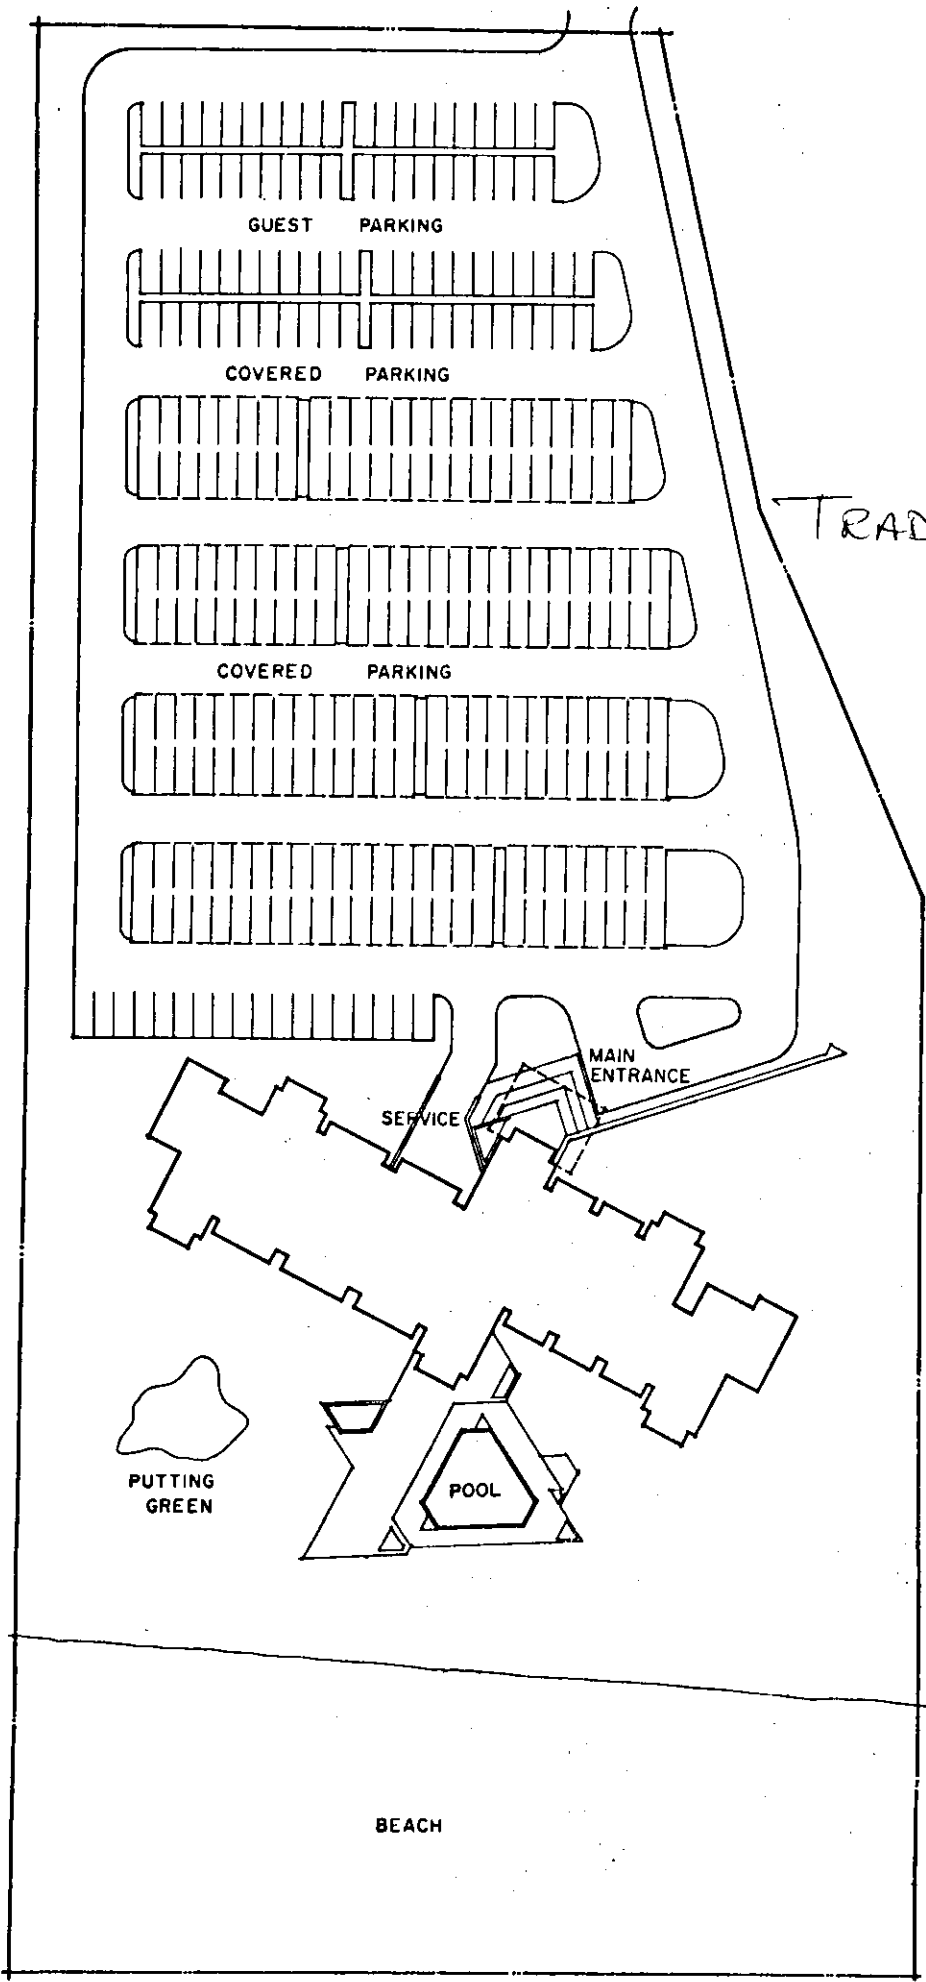 GUEST PARKING
COVERED PARKING
TRAD
COVERED PARKING
MAIN
ENTRANCE
SERVICE
POOL
PUTTING
GREEN
BEACH